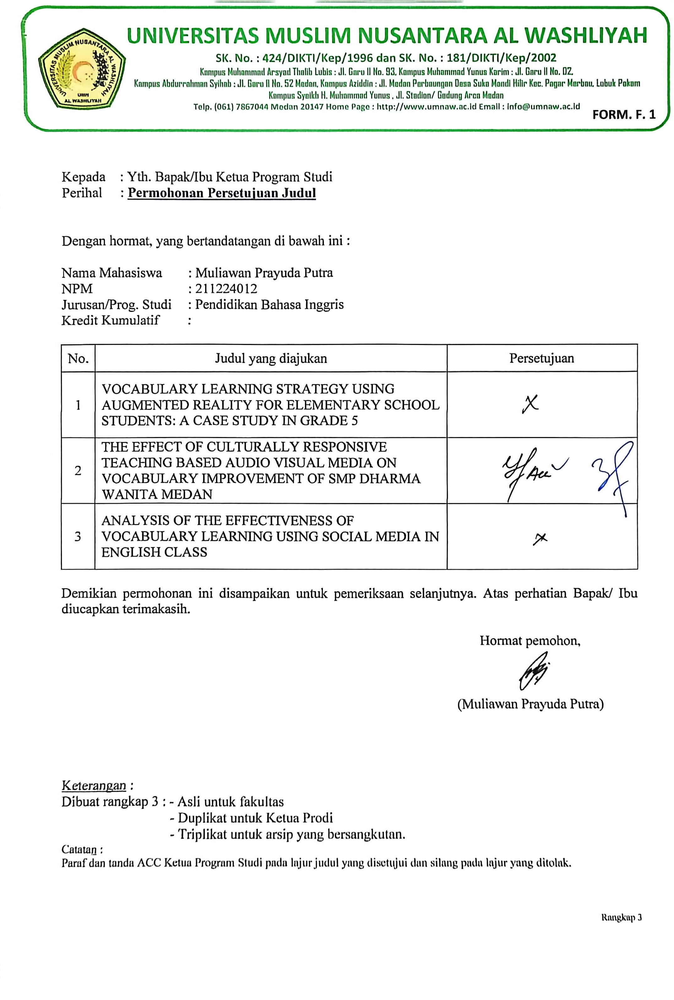 UNIVERSITAS MUSLIM NUSANTARA AL WASHLIYAH
UNIVERSITAS MUSLIM NUSANTARA AL WASHLIYAH
UMN
AL WASHLIYAH
SK. No. : 424/DIKTI/Kep/1996 dan SK. No. : 181/DIKTI/Kep/2002
Kampus Muhammad Arsyad Thalib Lubis : Jl. Garu II No. 93, Kampus Muhammad Yunus Karim : Jl. Garu II No. 02,
Kampus Abdurrahman Syihab : Jl. Garu II No. 52 Medan, Kampus Aziddin : Jl. Medan Perbaungan Desa Suka Mandi Hilir Kec. Pagar Merbau, Lubuk Pakam
Kampus Syaikh H. Muhammad Yunus , Jl. Stadion/ Gedung Arca Medan
Telp. (061) 7867044 Medan 20147 Home Page : http://www.umnaw.ac.id Email : info@umnaw.ac.id
FORM. F. 1
Kepada : Yth. Bapak/Ibu Ketua Program Studi
Perihal : Permohonan Persetujuan Judul
Dengan hormat, yang bertandatangan di bawah ini :
Nama Mahasiswa : Muliawan Prayuda Putra
NPM : 211224012
Jurusan/Prog. Studi : Pendidikan Bahasa Inggris
Kredit Kumulatif :
No. Judul yang diajukan Persetujuan
VOCABULARY LEARNING STRATEGY USING
1 AUGMENTED REALITY FOR ELEMENTARY SCHOOL X
STUDENTS: A CASE STUDY IN GRADE 5
THE EFFECT OF CULTURALLY RESPONSIVE
TEACHING BASED AUDIO VISUAL MEDIA ON
2 VOCABULARY IMPROVEMENT OF SMP DHARMA Acc
WANITA MEDAN
ANALYSIS OF THE EFFECTIVENESS OF
3 VOCABULARY LEARNING USING SOCIAL MEDIA IN X
ENGLISH CLASS
Demikian permohonan ini disampaikan untuk pemeriksaan selanjutnya. Atas perhatian Bapak/ Ibu
diucapkan terimakasih.
Hormat pemohon,
(Muliawan Prayuda Putra)
Keterangan :
Dibuat rangkap 3 : - Asli untuk fakultas
- Duplikat untuk Ketua Prodi
- Triplikat untuk arsip yang bersangkutan.
Catatan :
Paraf dan tanda ACC Ketua Program Studi pada lajur judul yang disetujui dan silang pada lajur yang ditolak.
Rangkap 3